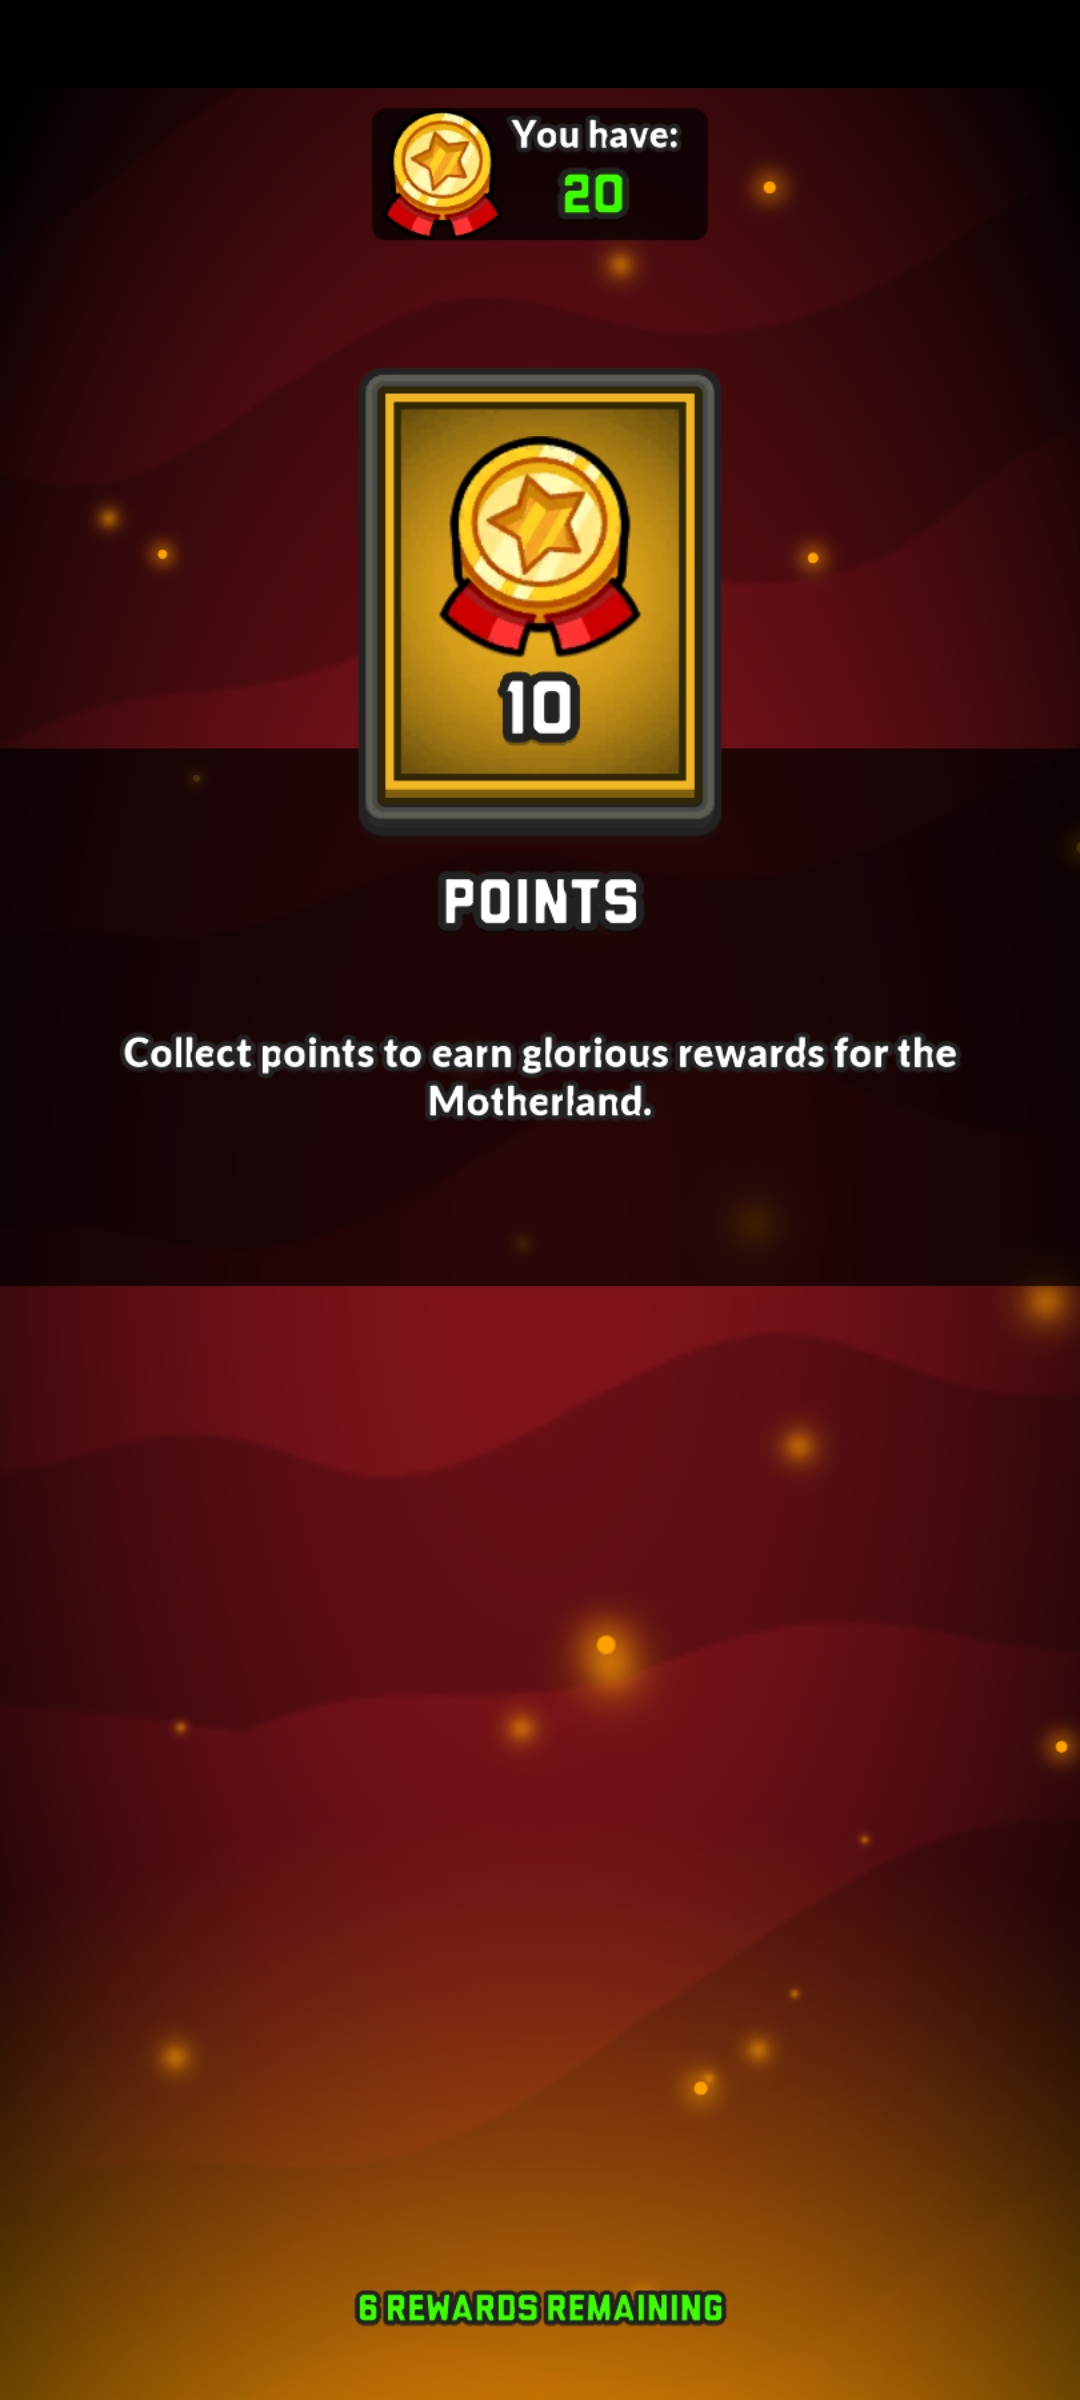 You have:
20
10
POINTS
Collect points to earn glorious rewards for the
Motherland.
6 REWARDS REMAINING